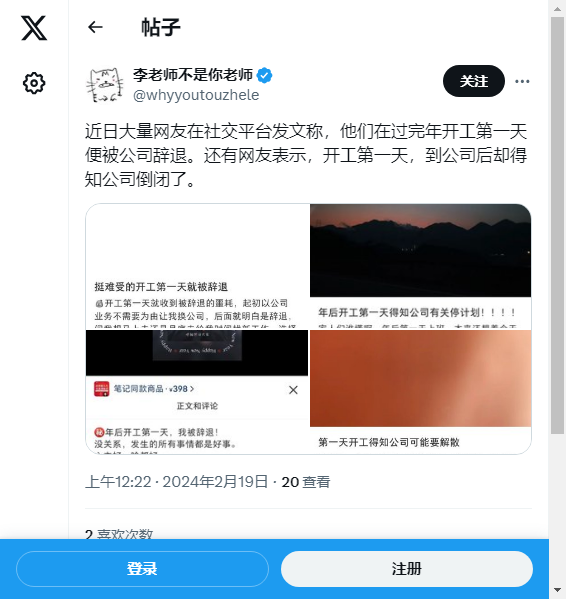 帖子
李老师不是你老师
@whyyoutouzhele
关注
近日大量网友在社交平台发文称，他们在过完年开工第一天
便被公司辞退。还有网友表示，开工第一天，到公司后却得
知公司倒闭了。
挺难受的开工第一天就被辞退
开工第一天就收到被辞退的噩耗，起初以公司
业务不需要为由让我换公司，后面就明白是辞退，
年后开工第一天得知公司有关停计划！！！！
笔记同款商品 · ¥398 >
正文和评论
年后开工第一天，我被辞退！
没关系，发生的所有事情都是好事。
第一天开工得知公司可能要解散
上午12:22 · 2024年2月19日 · 20 查看
2 喜欢次数
登录
注册